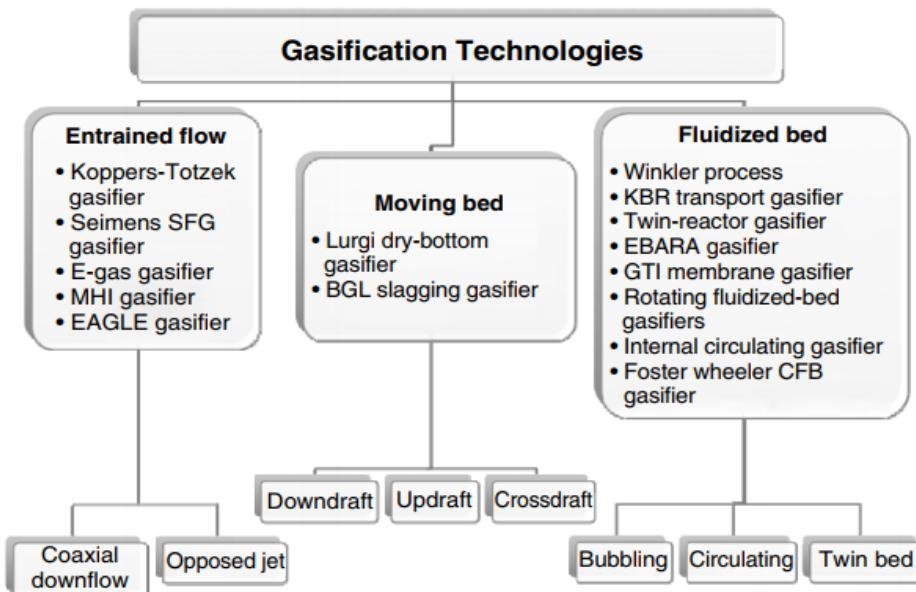 Gasification Technologies
Entrained flow
• Koppers-Totzek
gasifier
• Seimens SFG
gasifier
• E-gas gasifier
• MHI gasifier
• EAGLE gasifier
Moving bed
• Lurgi dry-bottom
gasifier
• BGL slagging gasifier
Fluidized bed
• Winkler process
• KBR transport gasifier
• Twin-reactor gasifier
• EBARA gasifier
• GTI membrane gasifier
• Rotating fluidized-bed
gasifiers
• Internal circulating gasifier
• Foster wheeler CFB
gasifier
Coaxial
downflow
Opposed jet
Downdraft
Updraft
Crossdraft
Bubbling
Circulating
Twin bed